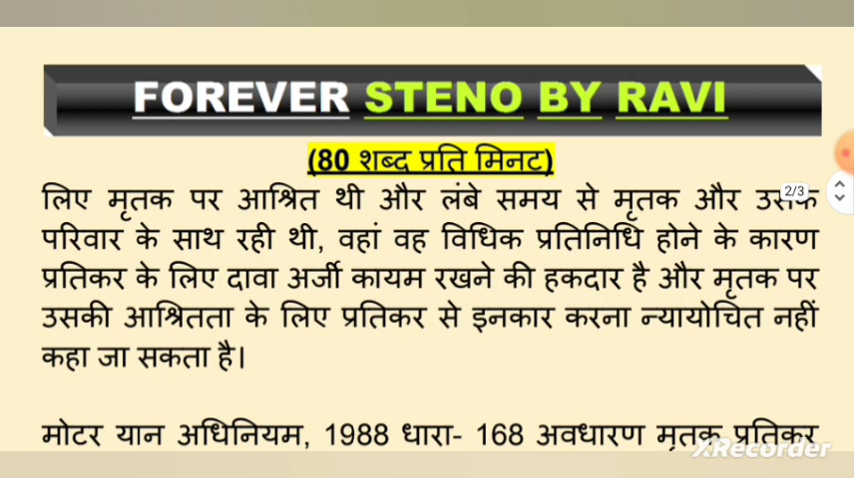 FOREVER STENO BY RAVI
(80 शब्द प्रति मिनट)
लिए मृतक पर आश्रित थी और लंबे समय से मृतक और उसके
2/3
परिवार के साथ रही थी, वहां वह विधिक प्रतिनिधि होने के कारण
प्रतिकर के लिए दावा अर्जी कायम रखने की हकदार है और मृतक पर
उसकी आश्रितता के लिए प्रतिकर से इनकार करना न्यायोचित नहीं
कहा जा सकता है।
मोटर यान अधिनियम, 1988 धारा- 168 अवधारण मृतक प्रतिकर
XRecorder